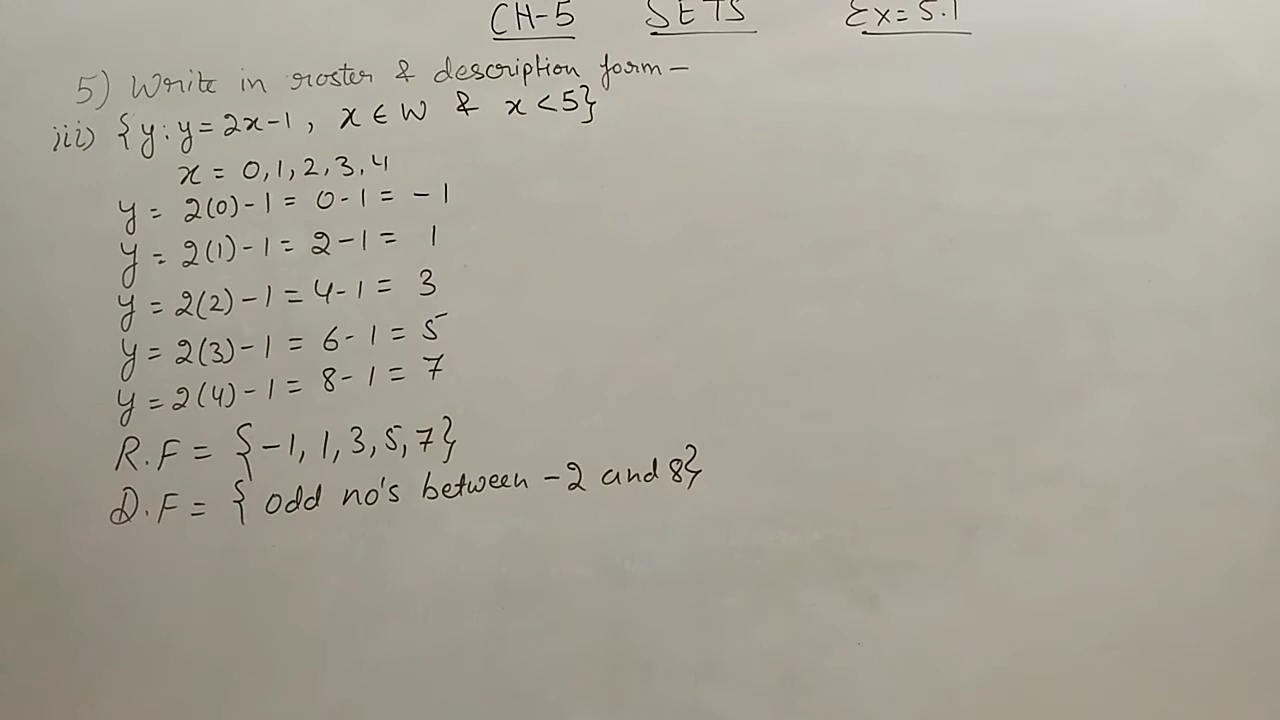 CH-5 SETS Ex= 5.1
5) Write in roster & description form –
iii) {y: y = 2x-1, x ∈ W & x < 5}
x = 0, 1, 2, 3, 4
y = 2(0) - 1 = 0 - 1 = - 1
y = 2(1) - 1 = 2 - 1 = 1
y = 2(2) - 1 = 4 - 1 = 3
y = 2(3) - 1 = 6 - 1 = 5
y = 2(4) - 1 = 8 - 1 = 7
R.F = {-1, 1, 3, 5, 7}
D.F = { odd no's between -2 and 8}